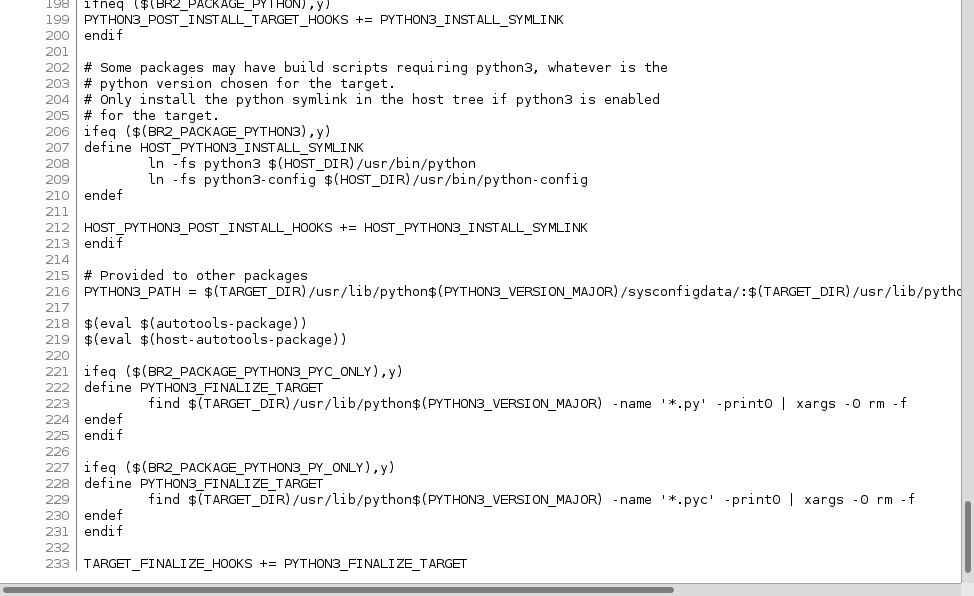 198 ifneq ($(BR2_PACKAGE_PYTHON),y)
199 PYTHON3_POST_INSTALL_TARGET_HOOKS += PYTHON3_INSTALL_SYMLINK
200 endif
201
202 # Some packages may have build scripts requiring python3, whatever is the
203 # python version chosen for the target.
204 # Only install the python symlink in the host tree if python3 is enabled
205 # for the target.
206 ifeq ($(BR2_PACKAGE_PYTHON3),y)
207 define HOST_PYTHON3_INSTALL_SYMLINK
208         ln -fs python3 $(HOST_DIR)/usr/bin/python
209         ln -fs python3-config $(HOST_DIR)/usr/bin/python-config
210 endef
211
212 HOST_PYTHON3_POST_INSTALL_HOOKS += HOST_PYTHON3_INSTALL_SYMLINK
213 endif
214
215 # Provided to other packages
216 PYTHON3_PATH = $(TARGET_DIR)/usr/lib/python$(PYTHON3_VERSION_MAJOR)/sysconfigdata/:$(TARGET_DIR)/usr/lib/pytho
217
218 $(eval $(autotools-package))
219 $(eval $(host-autotools-package))
220
221 ifeq ($(BR2_PACKAGE_PYTHON3_PYC_ONLY),y)
222 define PYTHON3_FINALIZE_TARGET
223         find $(TARGET_DIR)/usr/lib/python$(PYTHON3_VERSION_MAJOR) -name '*.py' -print0 | xargs -0 rm -f
224 endef
225 endif
226
227 ifeq ($(BR2_PACKAGE_PYTHON3_PY_ONLY),y)
228 define PYTHON3_FINALIZE_TARGET
229         find $(TARGET_DIR)/usr/lib/python$(PYTHON3_VERSION_MAJOR) -name '*.pyc' -print0 | xargs -0 rm -f
230 endef
231 endif
232
233 TARGET_FINALIZE_HOOKS += PYTHON3_FINALIZE_TARGET